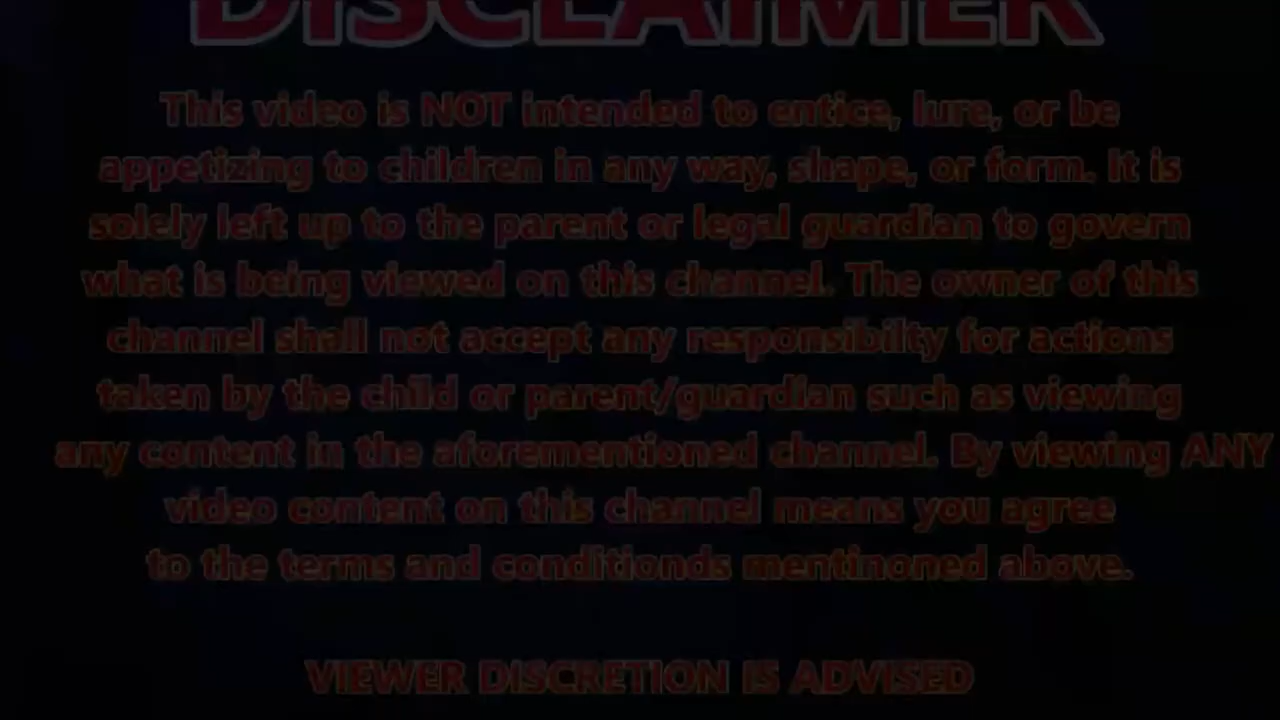 DISCLAIMER
This video is NOT intended to entice, lure, or be
appetizing to children in any way, shape, or form. It is
solely left up to the parent or legal guardian to govern
what is being viewed on this channel. The owner of this
channel shall not accept any responsibilty for actions
taken by the child or parent/guardian such as viewing
any content in the aforementioned channel. By viewing ANY
video content on this channel means you agree
to the terms and conditionds mentinoned above.
VIEWER DISCRETION IS ADVISED